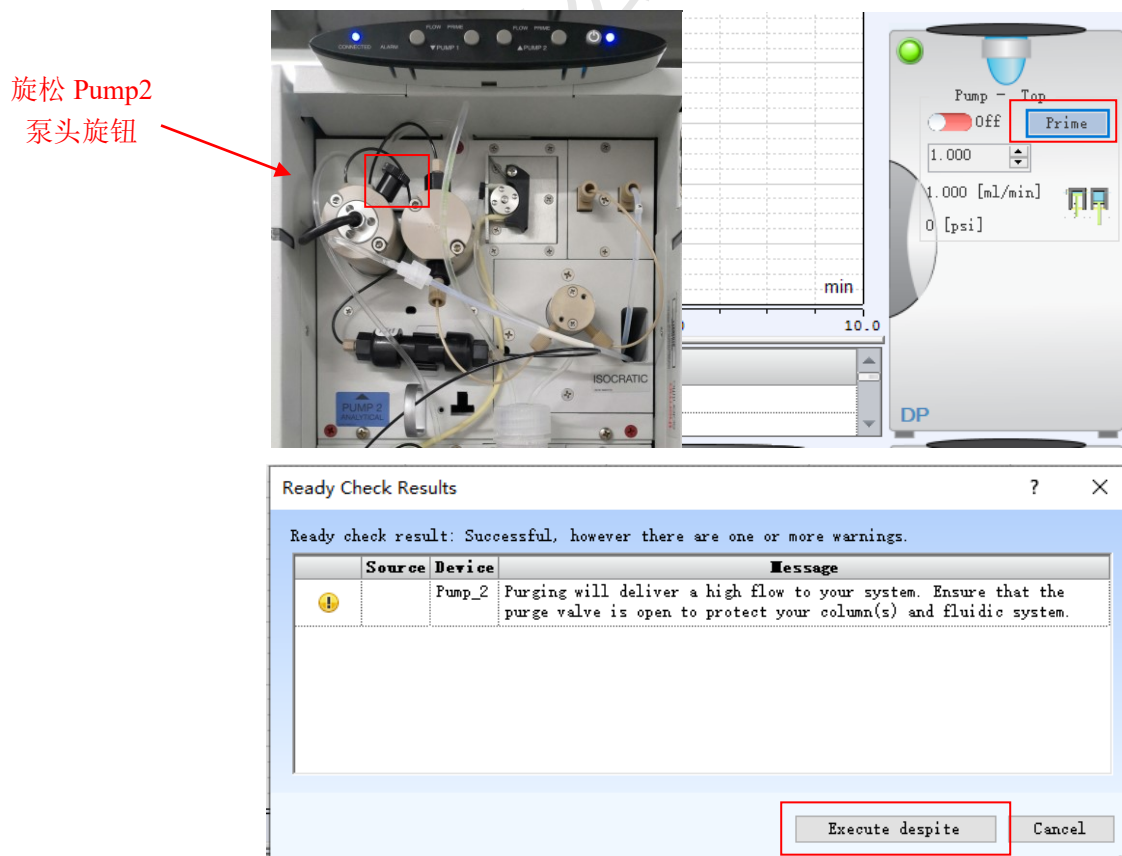 旋松 Pump2
泵头旋钮
CONNECTED
ALARM
FLOW PRIME
▼PUMP 1
FLOW PRIME
▲PUMP 2
ISOCRATIC
PUMP 2
ANALYTICAL
min
10.0
Pump - Top
Off
Prime
1.000
1.000 [ml/min]
0 [psi]
DP
Ready Check Results
? ×
Ready check result: Successful, however there are one or more warnings.
Source Device Message
Pump_2 Purging will deliver a high flow to your system. Ensure that the
purge valve is open to protect your column(s) and fluidic system.
Execute despite
Cancel